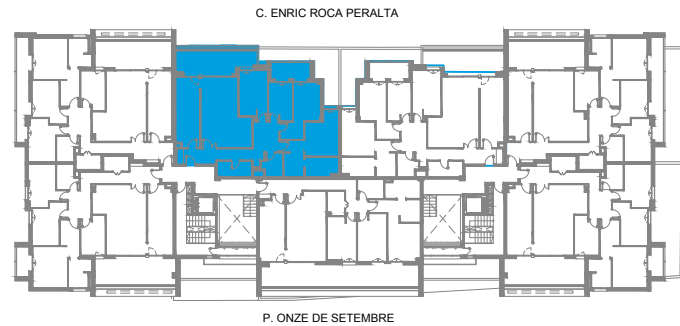 C. ENRIC ROCA PERALTA
P. ONZE DE SETEMBRE